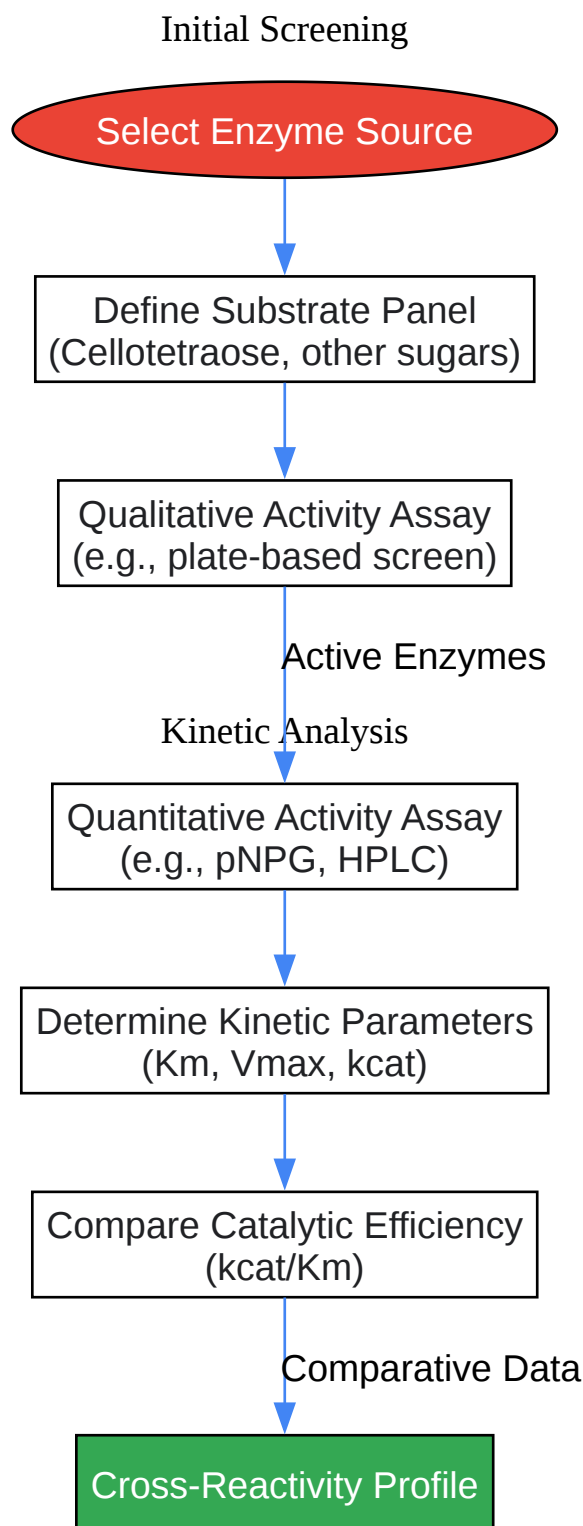 Initial Screening
Select Enzyme Source
Define Substrate Panel
(Cellotetraose, other sugars)
Qualitative Activity Assay
(e.g., plate-based screen)
Active Enzymes
Kinetic Analysis
Quantitative Activity Assay
(e.g., pNPG, HPLC)
Determine Kinetic Parameters
(Km, Vmax, kcat)
Compare Catalytic Efficiency
(kcat/Km)
Comparative Data
Cross-Reactivity Profile